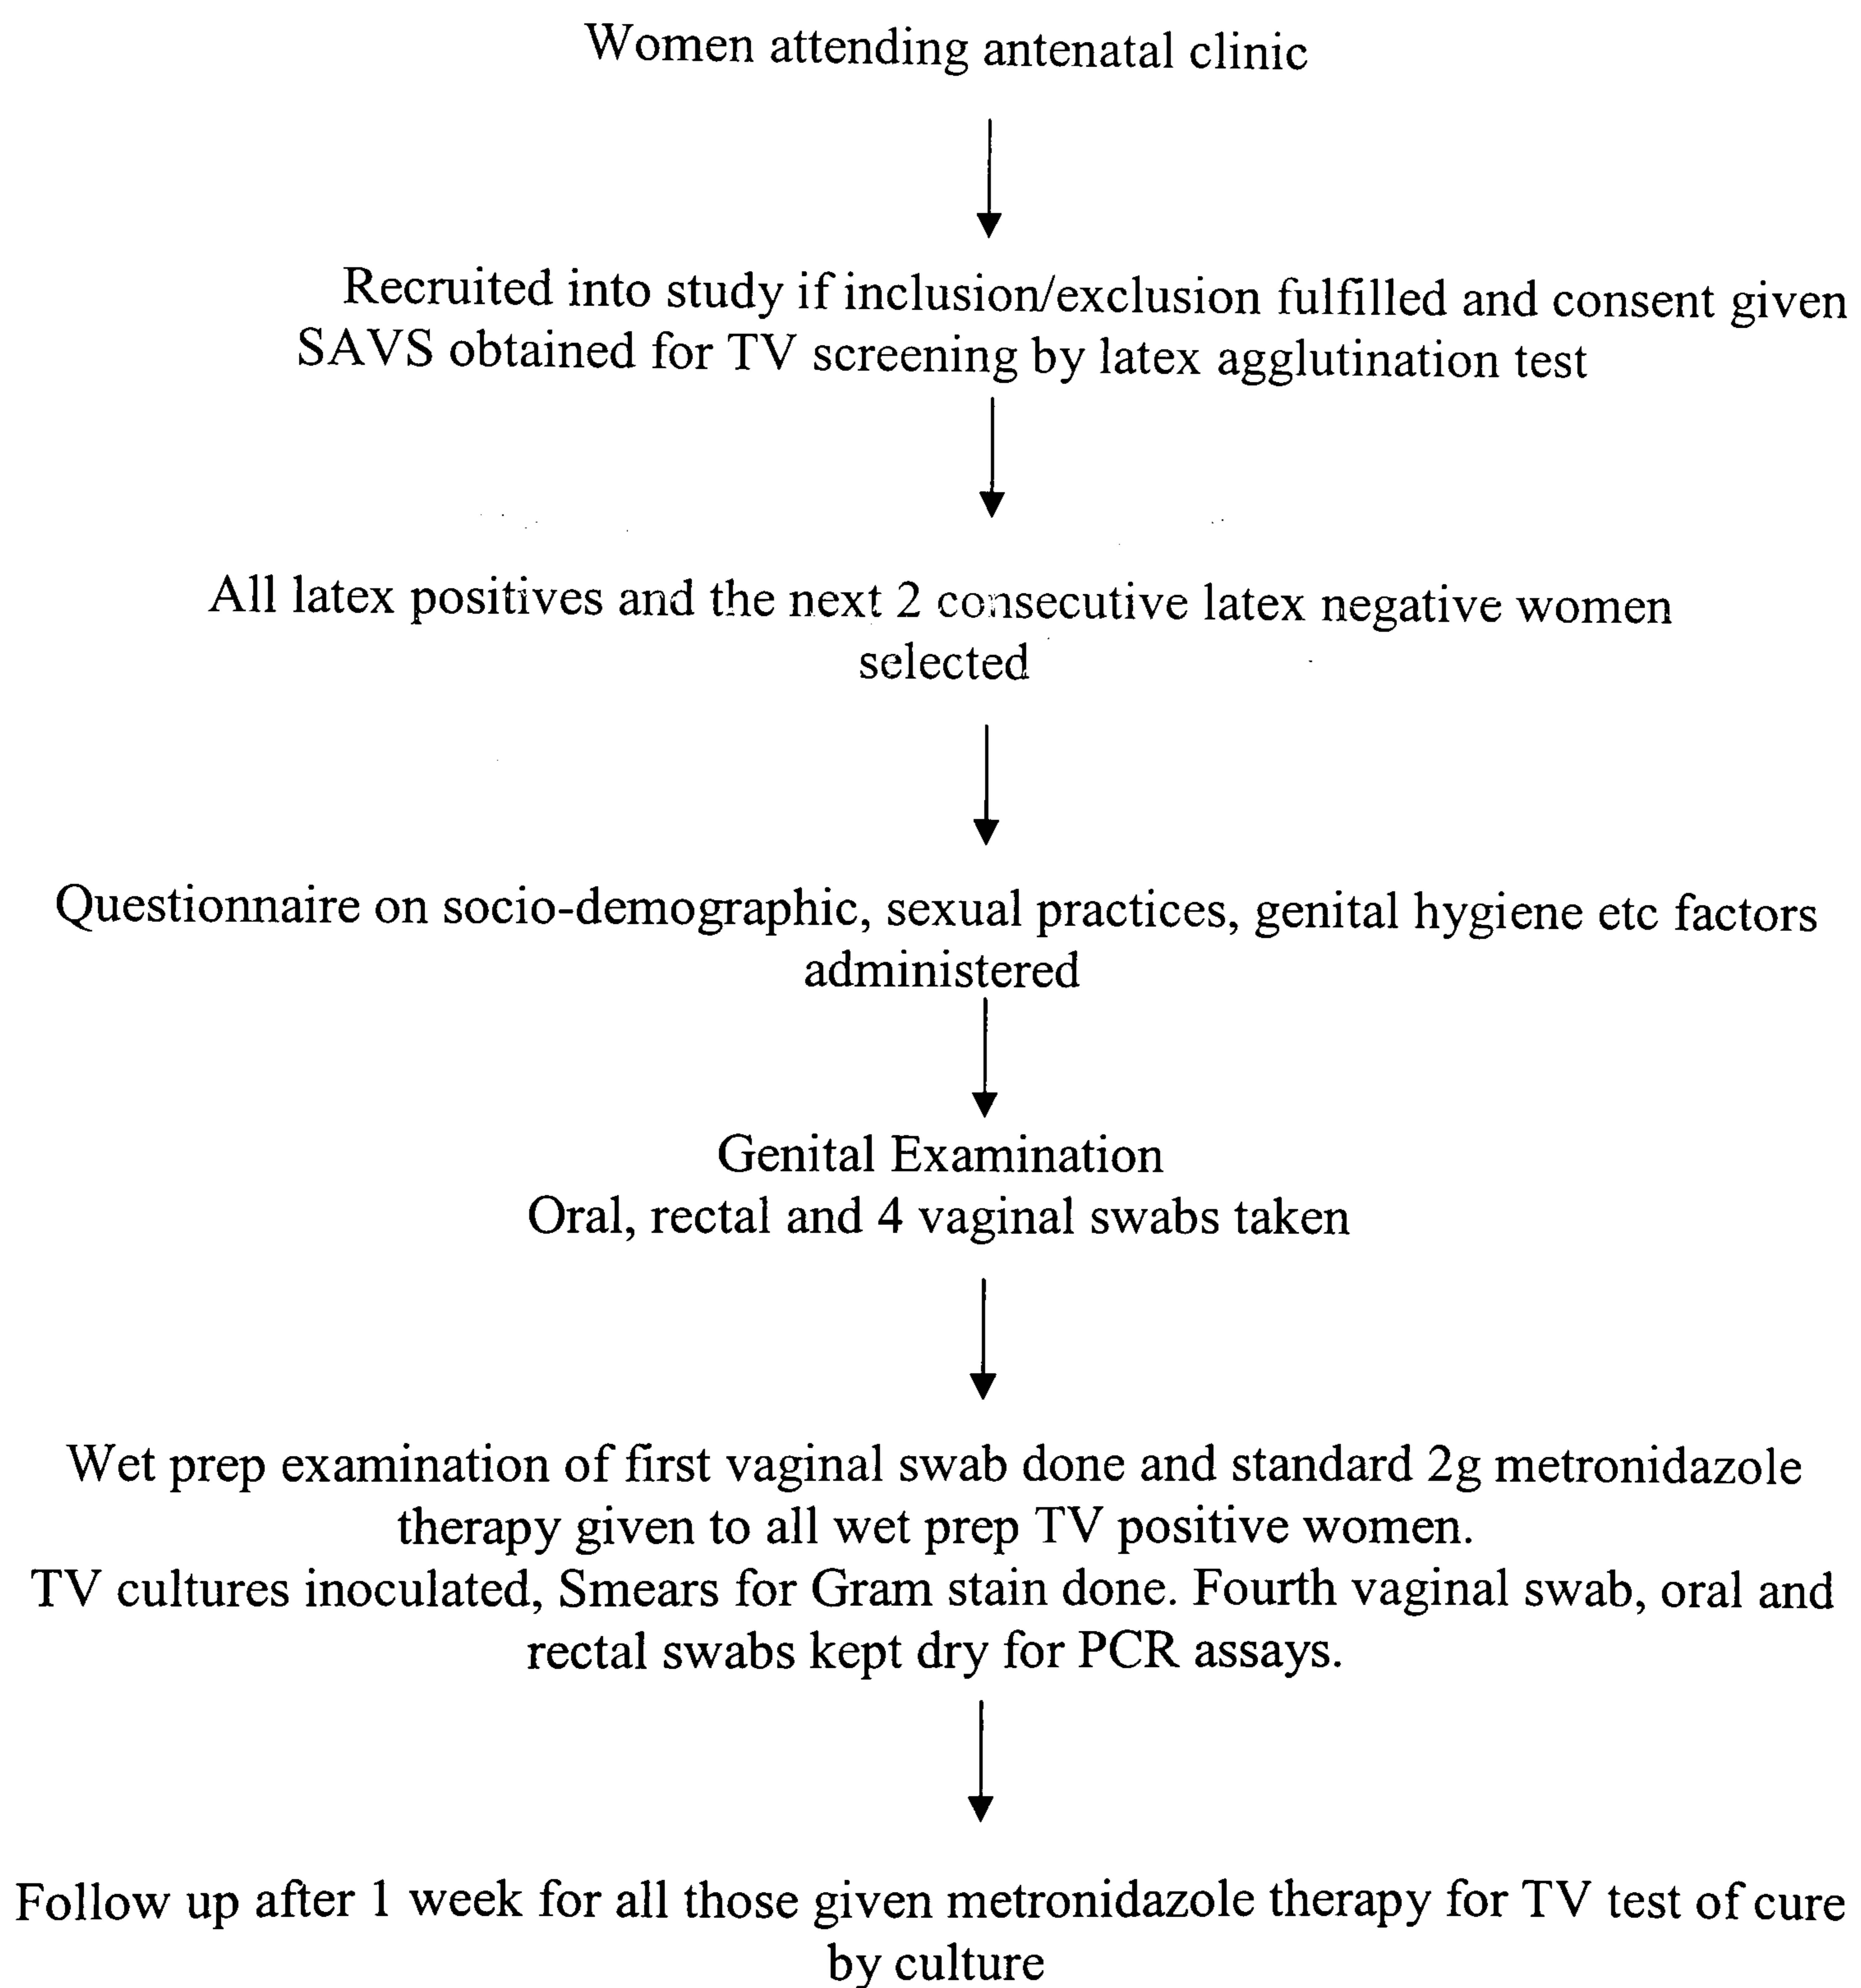 Women attending antenatal clinic
Recruited into study if inclusion/exclusion fulfilled and consent given
SAVS obtained for TV screening by latex agglutination test
All latex positives and the next 2 consecutive latex negative women
selected
Questionnaire on socio-demographic, sexual practices, genital hygiene etc factors
administered
Genital Examination
Oral, rectal and 4 vaginal swabs taken
Wet prep examination of first vaginal swab done and standard 2g metronidazole
therapy given to all wet prep TV positive women.
TV cultures inoculated, Smears for Gram stain done. Fourth vaginal swab, oral and
rectal swabs kept dry for PCR assays.
Follow up after 1 week for all those given metronidazole therapy for TV test of cure
by culture